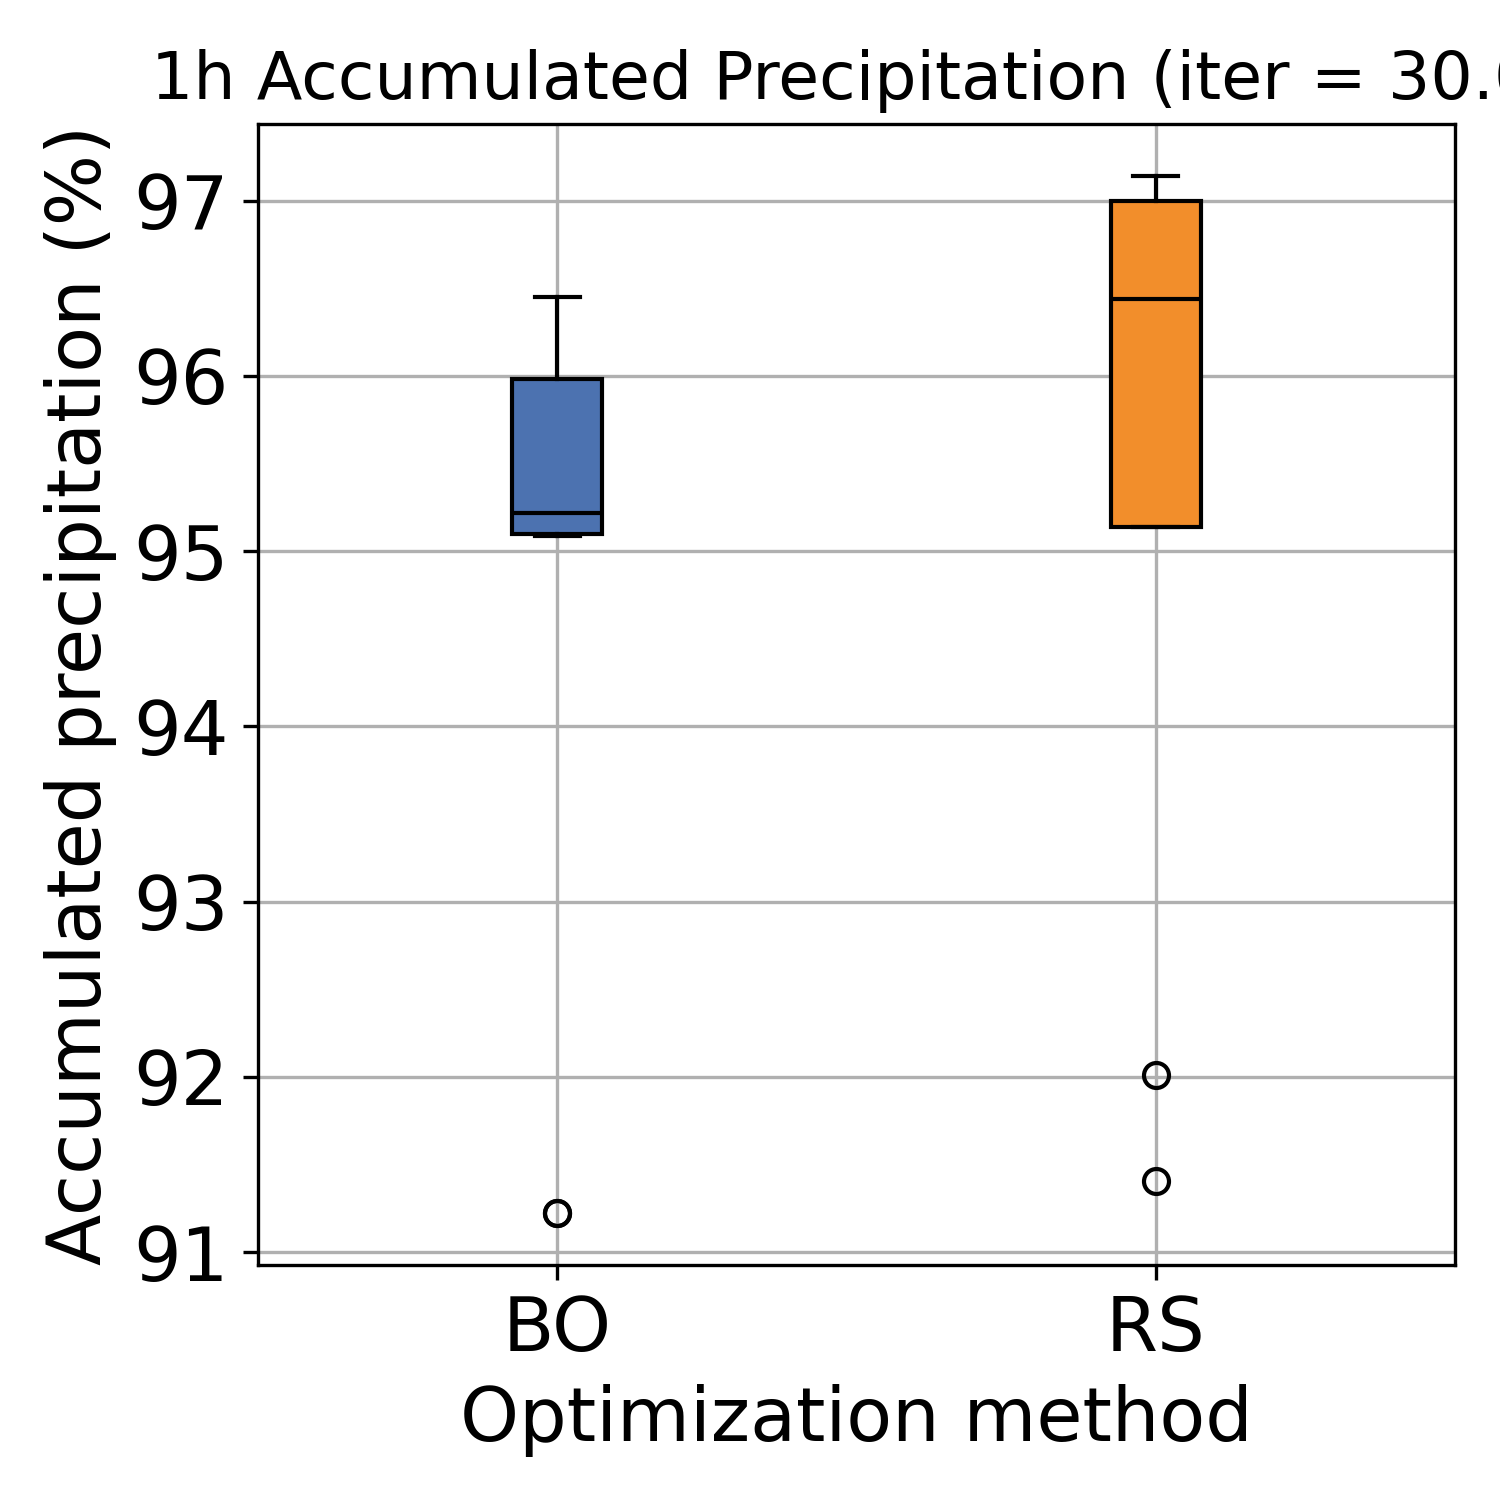 1h Accumulated Precipitation (iter = 30.
Accumulated precipitation (%)
97
96
95
94
93
92
91
BO RS
Optimization method